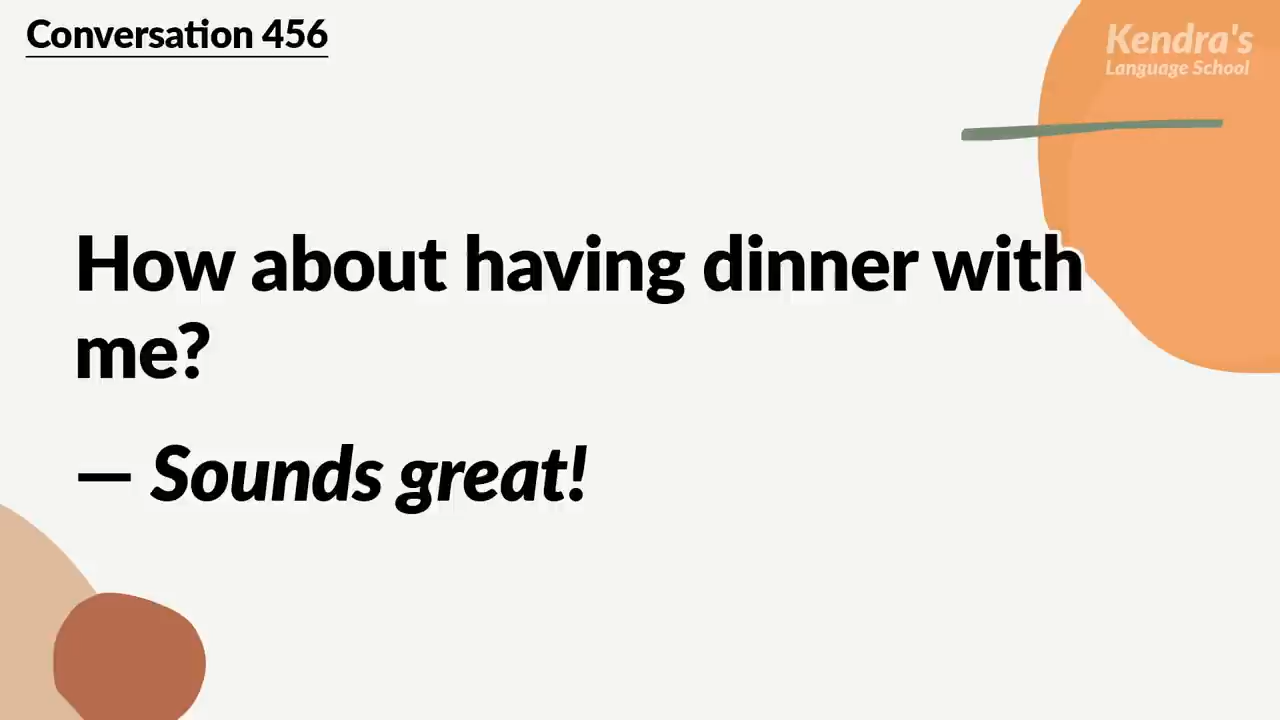 Conversation 456
Kendra's
Language School
How about having dinner with
me?
— Sounds great!